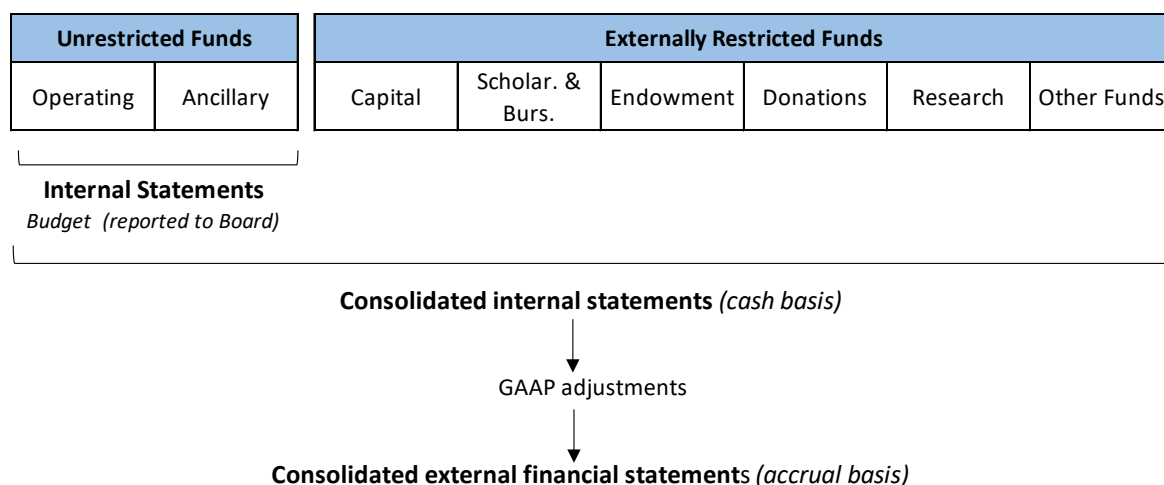 Unrestricted Funds
Externally Restricted Funds
Operating
Ancillary
Capital
Scholar. &
Burs.
Endowment
Donations
Research
Other Funds
Internal Statements
Budget (reported to Board)
Consolidated internal statements (cash basis)
GAAP adjustments
Consolidated external financial statements (accrual basis)